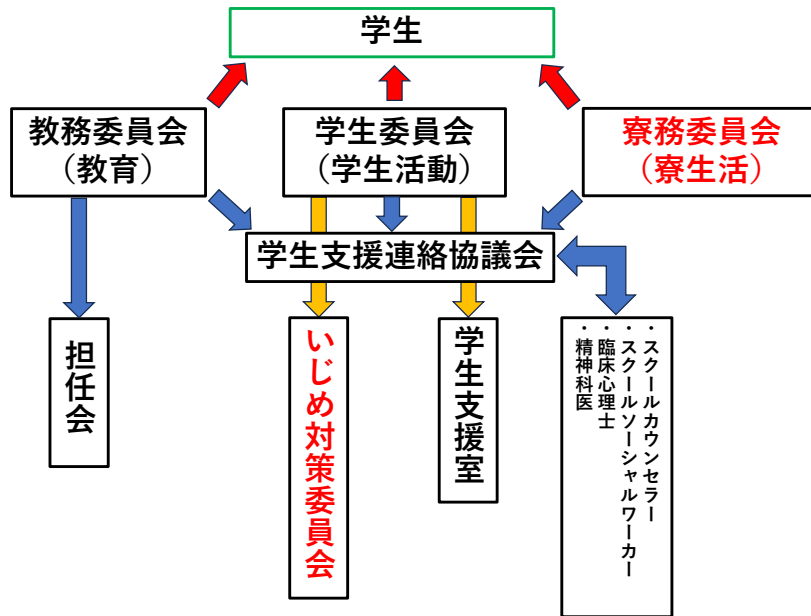 学生
教務委員会
（教育）
学生委員会
（学生活動）
寮務委員会
（寮生活）
学生支援連絡協議会
担任会
いじめ対策委員会
学生支援室
・スクールカウンセラー
・スクールソーシャルワーカー
・臨床心理士
・精神科医